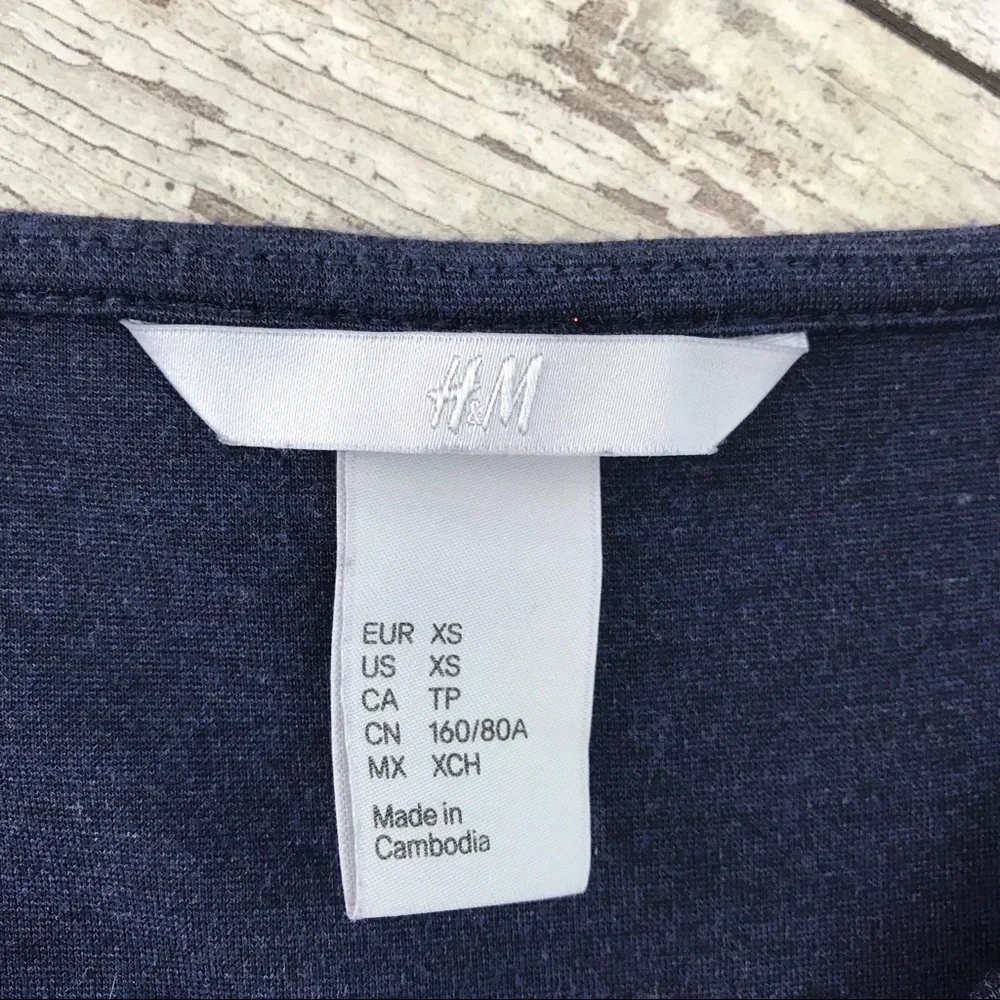 H&M
EUR XS
US XS
CA TP
CN 160/80A
MX XCH
Made in
Cambodia